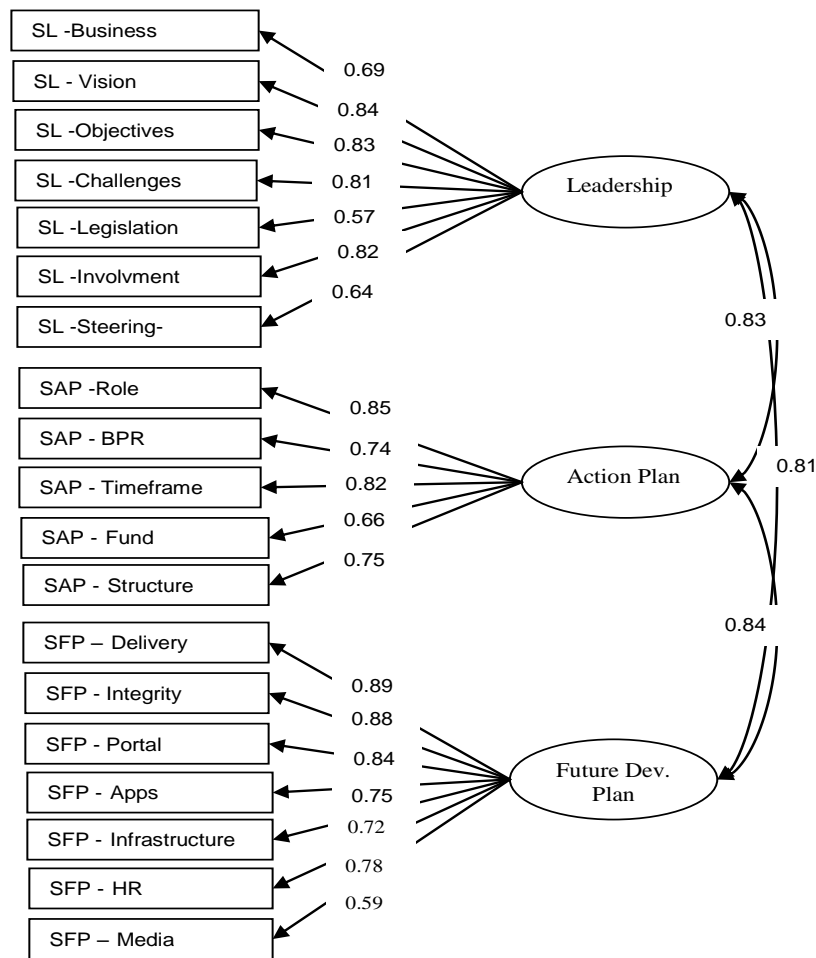 SL -Business
0.69
SL - Vision
0.84
SL -Objectives
0.83
SL -Challenges
0.81
SL -Legislation
0.57
SL -Involvment
0.82
SL -Steering-
0.64
Leadership
0.83
SAP -Role
0.85
SAP - BPR
0.74
SAP - Timeframe
0.82
SAP - Fund
0.66
SAP - Structure
0.75
Action Plan
0.81
0.84
SFP – Delivery
0.89
SFP - Integrity
0.88
SFP - Portal
0.84
SFP - Apps
0.75
SFP - Infrastructure
0.72
SFP - HR
0.78
SFP – Media
0.59
Future Dev.
Plan